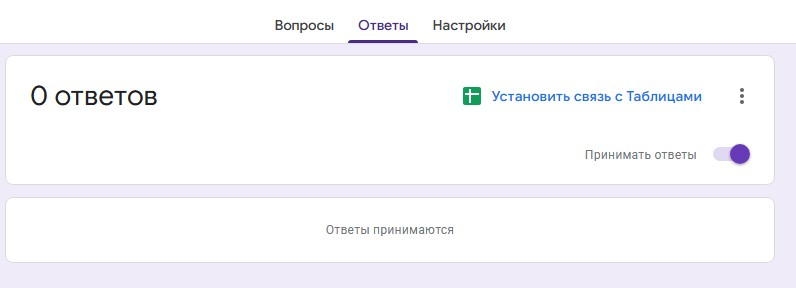 Вопросы Ответы Настройки
0 ответов
Установить связь с Таблицами
Принимать ответы
Ответы принимаются